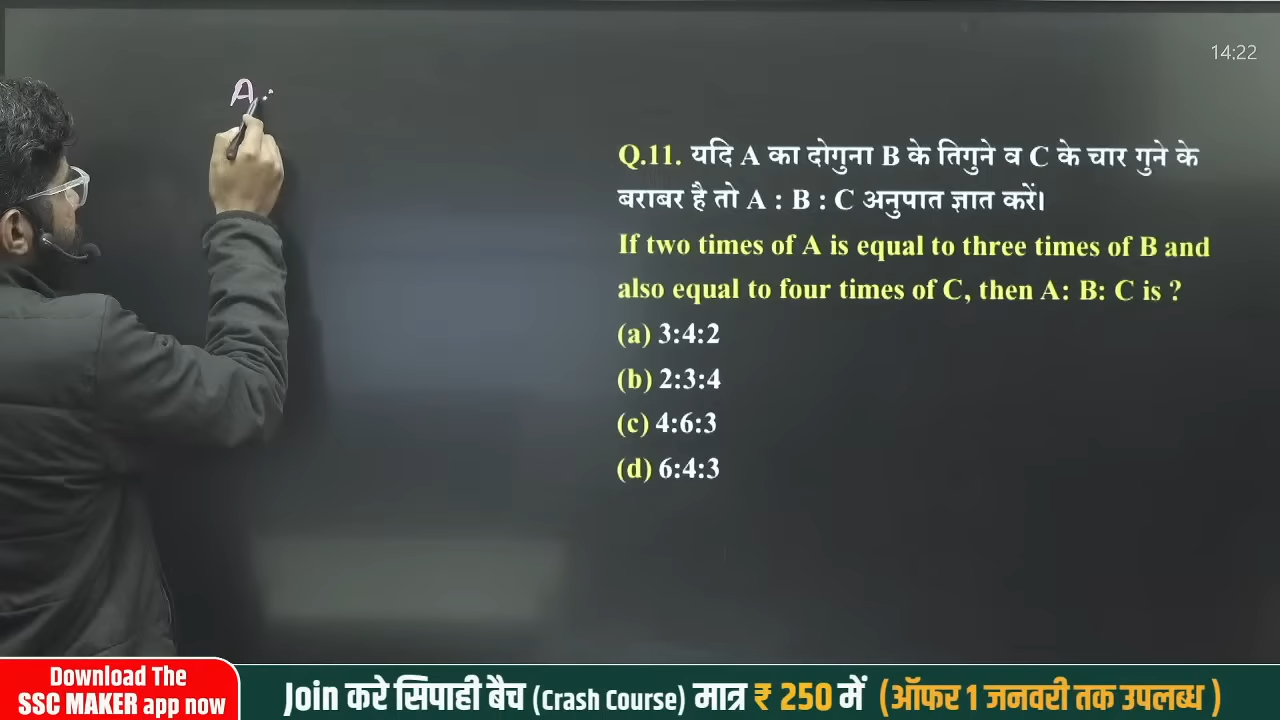 14:22
A :
Q.11. यदि A का दोगुना B के तिगुने व C के चार गुने के
बराबर है तो A : B : C अनुपात ज्ञात करें।
If two times of A is equal to three times of B and
also equal to four times of C, then A: B: C is ?
(a) 3:4:2
(b) 2:3:4
(c) 4:6:3
(d) 6:4:3
Download The
SSC MAKER app now
Join करे सिपाही बैच (Crash Course) मात्र ₹ 250 में (ऑफर 1 जनवरी तक उपलब्ध )